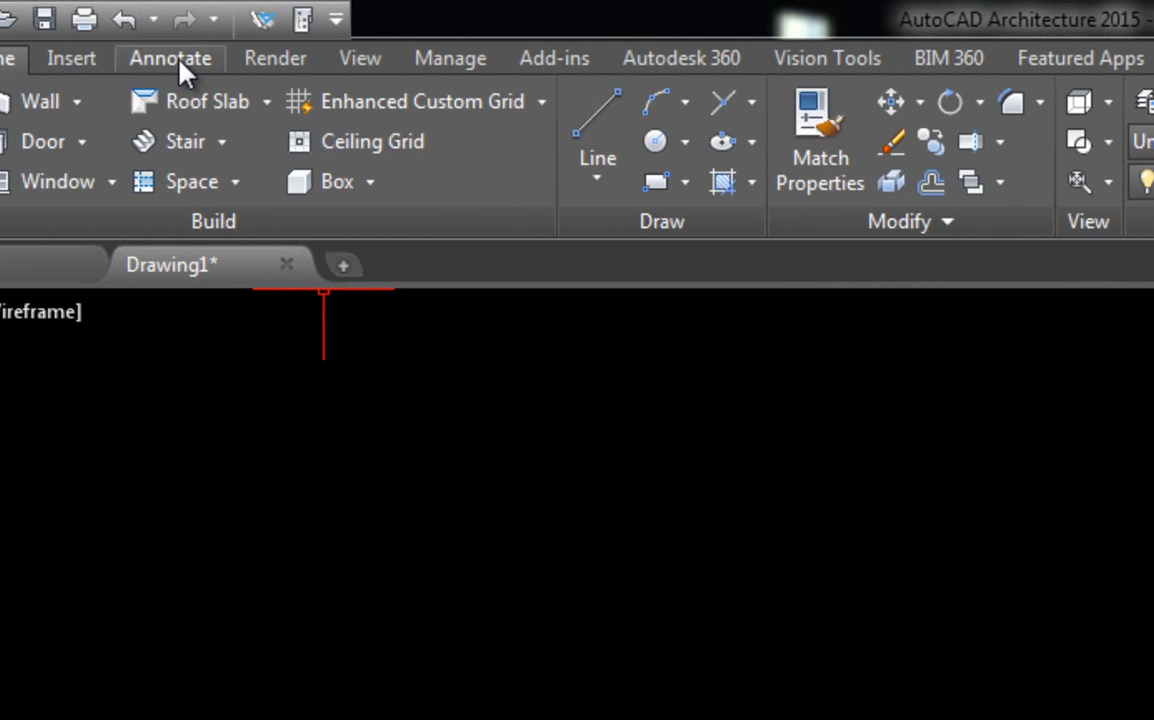 AutoCAD Architecture 2015 -
Insert Annotate Render View Manage Add-ins Autodesk 360 Vision Tools BIM 360 Featured Apps
Wall Roof Slab Enhanced Custom Grid
Door Stair Ceiling Grid
Line Match Properties
Window Space Box
Build Draw Modify View
Drawing1*
ireframe]